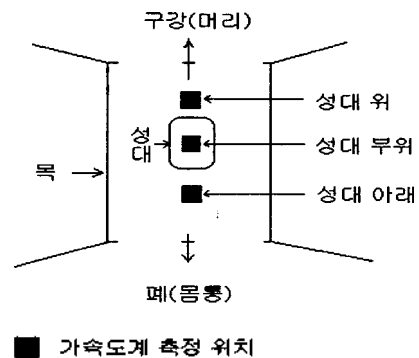 구강(머리)
성대 위
성대
성대 부위
목
성대 아래
폐(몸통)
가속도계 측정 위치